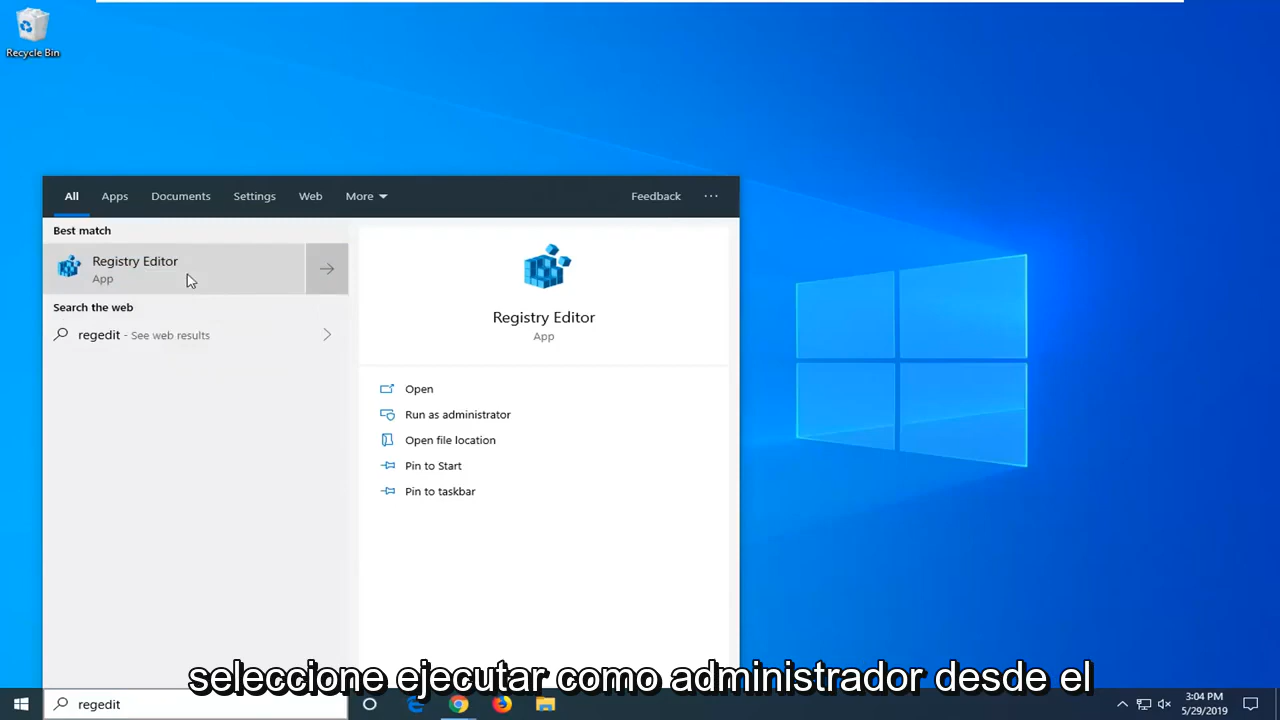 Recycle Bin
All Apps Documents Settings Web More Feedback ...
Best match
Registry Editor
App
Search the web
regedit - See web results
Registry Editor
App
Open
Run as administrator
Open file location
Pin to Start
Pin to taskbar
seleccione ejecutar como administrador desde el
regedit
3:04 PM
5/29/2019